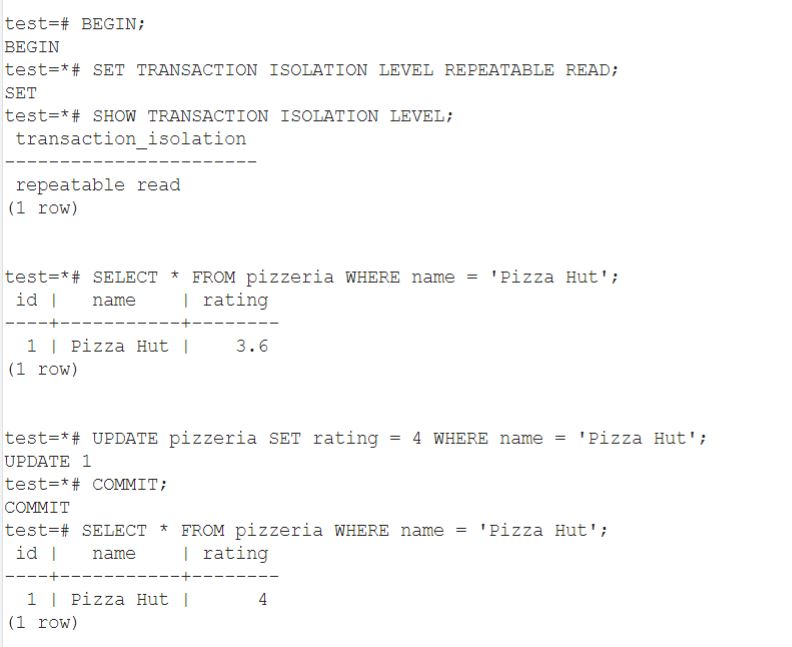 test=# BEGIN;
BEGIN
test=*# SET TRANSACTION ISOLATION LEVEL REPEATABLE READ;
SET
test=*# SHOW TRANSACTION ISOLATION LEVEL;
 transaction_isolation
-----------------------
 repeatable read
(1 row)

test=*# SELECT * FROM pizzeria WHERE name = 'Pizza Hut';
 id |   name    | rating
----+-----------+--------
  1 | Pizza Hut |    3.6
(1 row)

test=*# UPDATE pizzeria SET rating = 4 WHERE name = 'Pizza Hut';
UPDATE 1
test=*# COMMIT;
COMMIT
test=# SELECT * FROM pizzeria WHERE name = 'Pizza Hut';
 id |   name    | rating
----+-----------+--------
  1 | Pizza Hut |      4
(1 row)